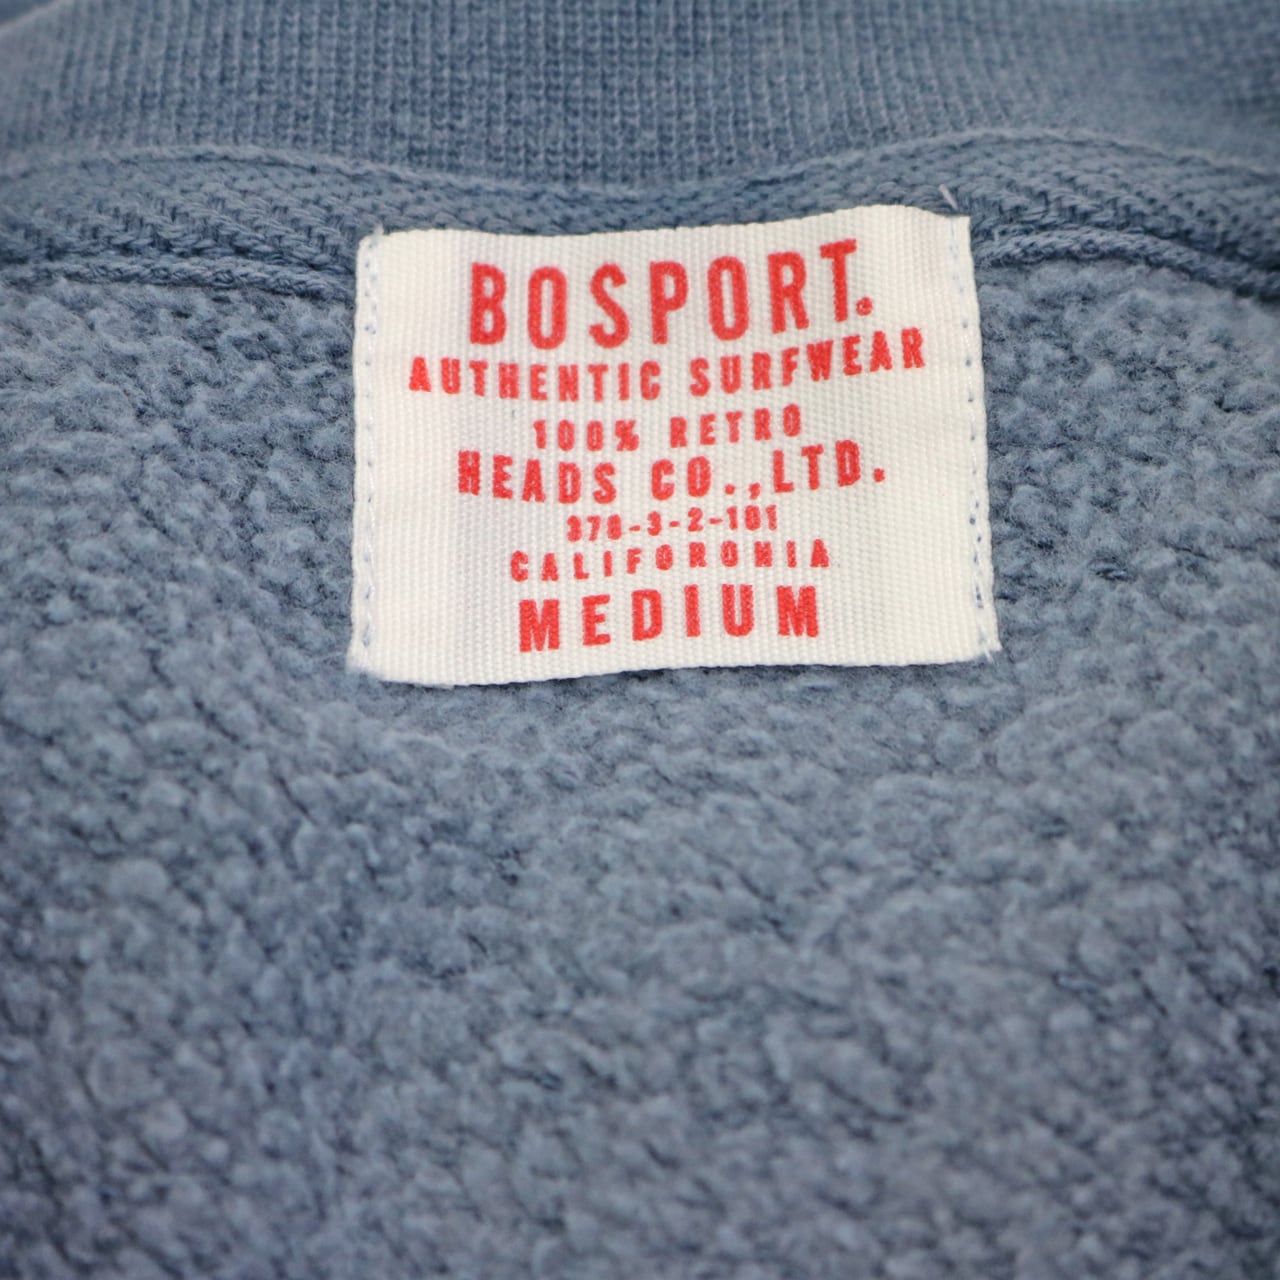 BOSPORT.
AUTHENTIC SURFWEAR
100% RETRO
HEADS CO.,LTD.
378-3-2-101
CALIFORONIA
MEDIUM